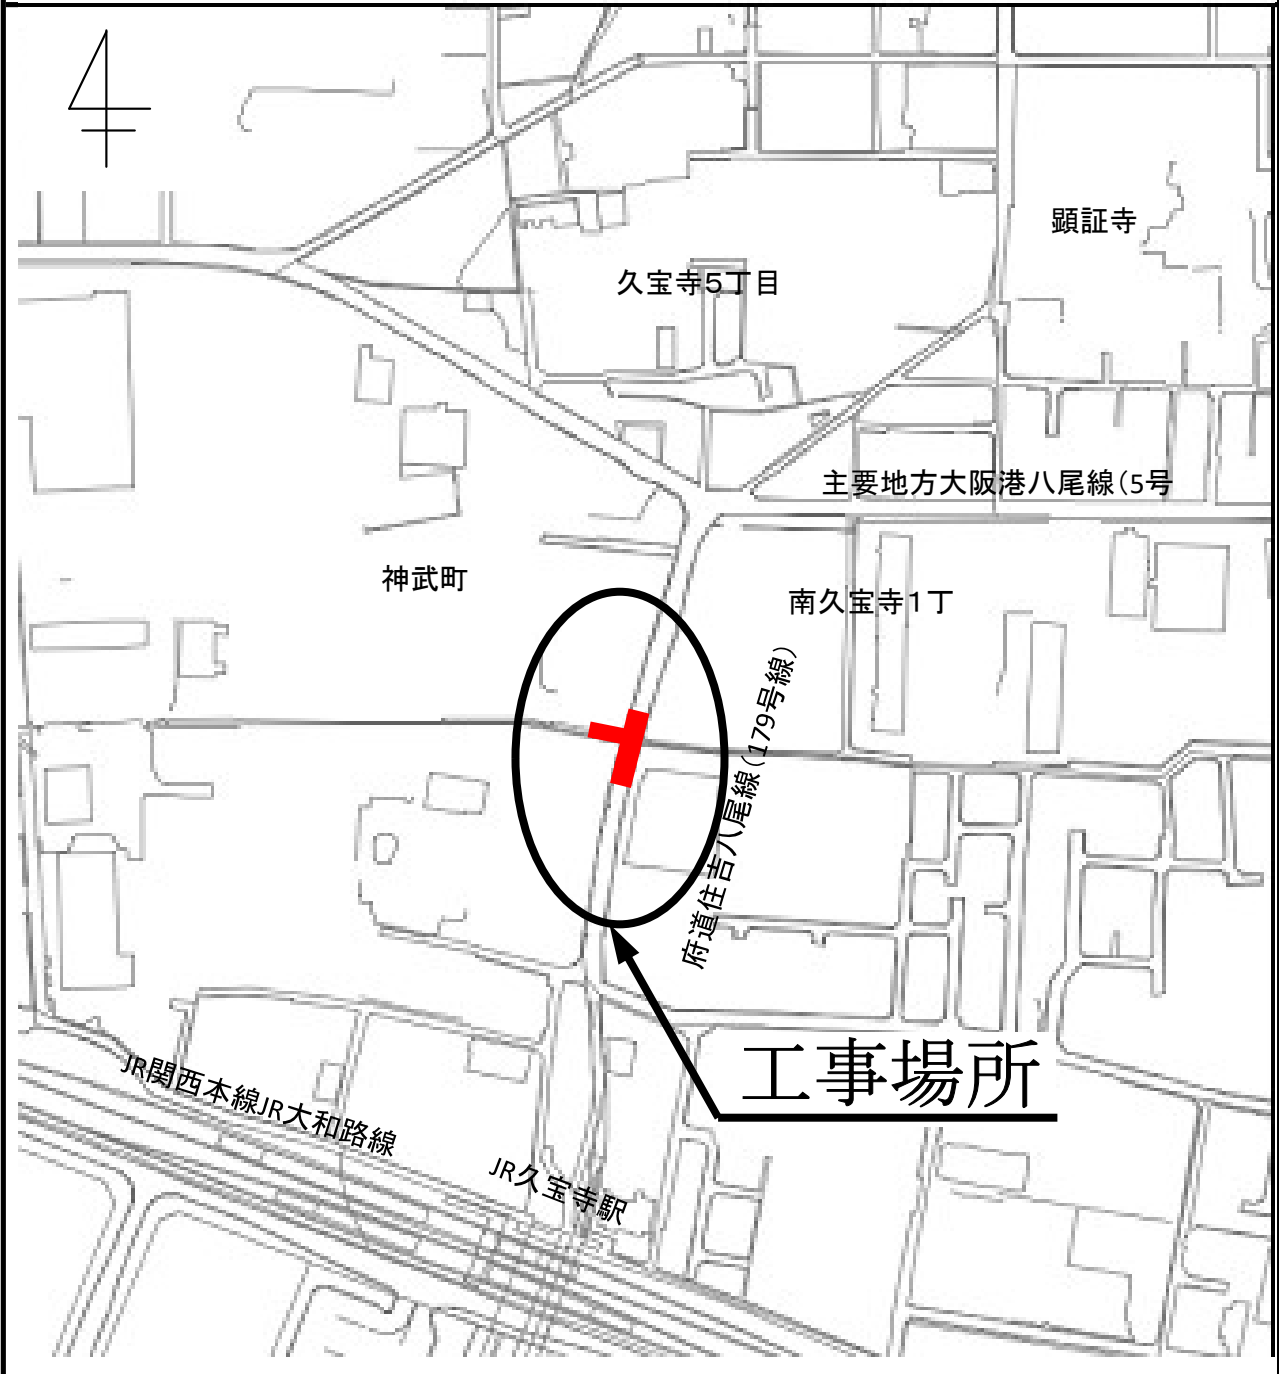 顕証寺
久宝寺5丁目
主要地方大阪港八尾線（5号
神武町
南久宝寺1丁
府道住吉八尾線（179号線）
工事場所
JR関西本線JR大和路線
JR久宝寺駅